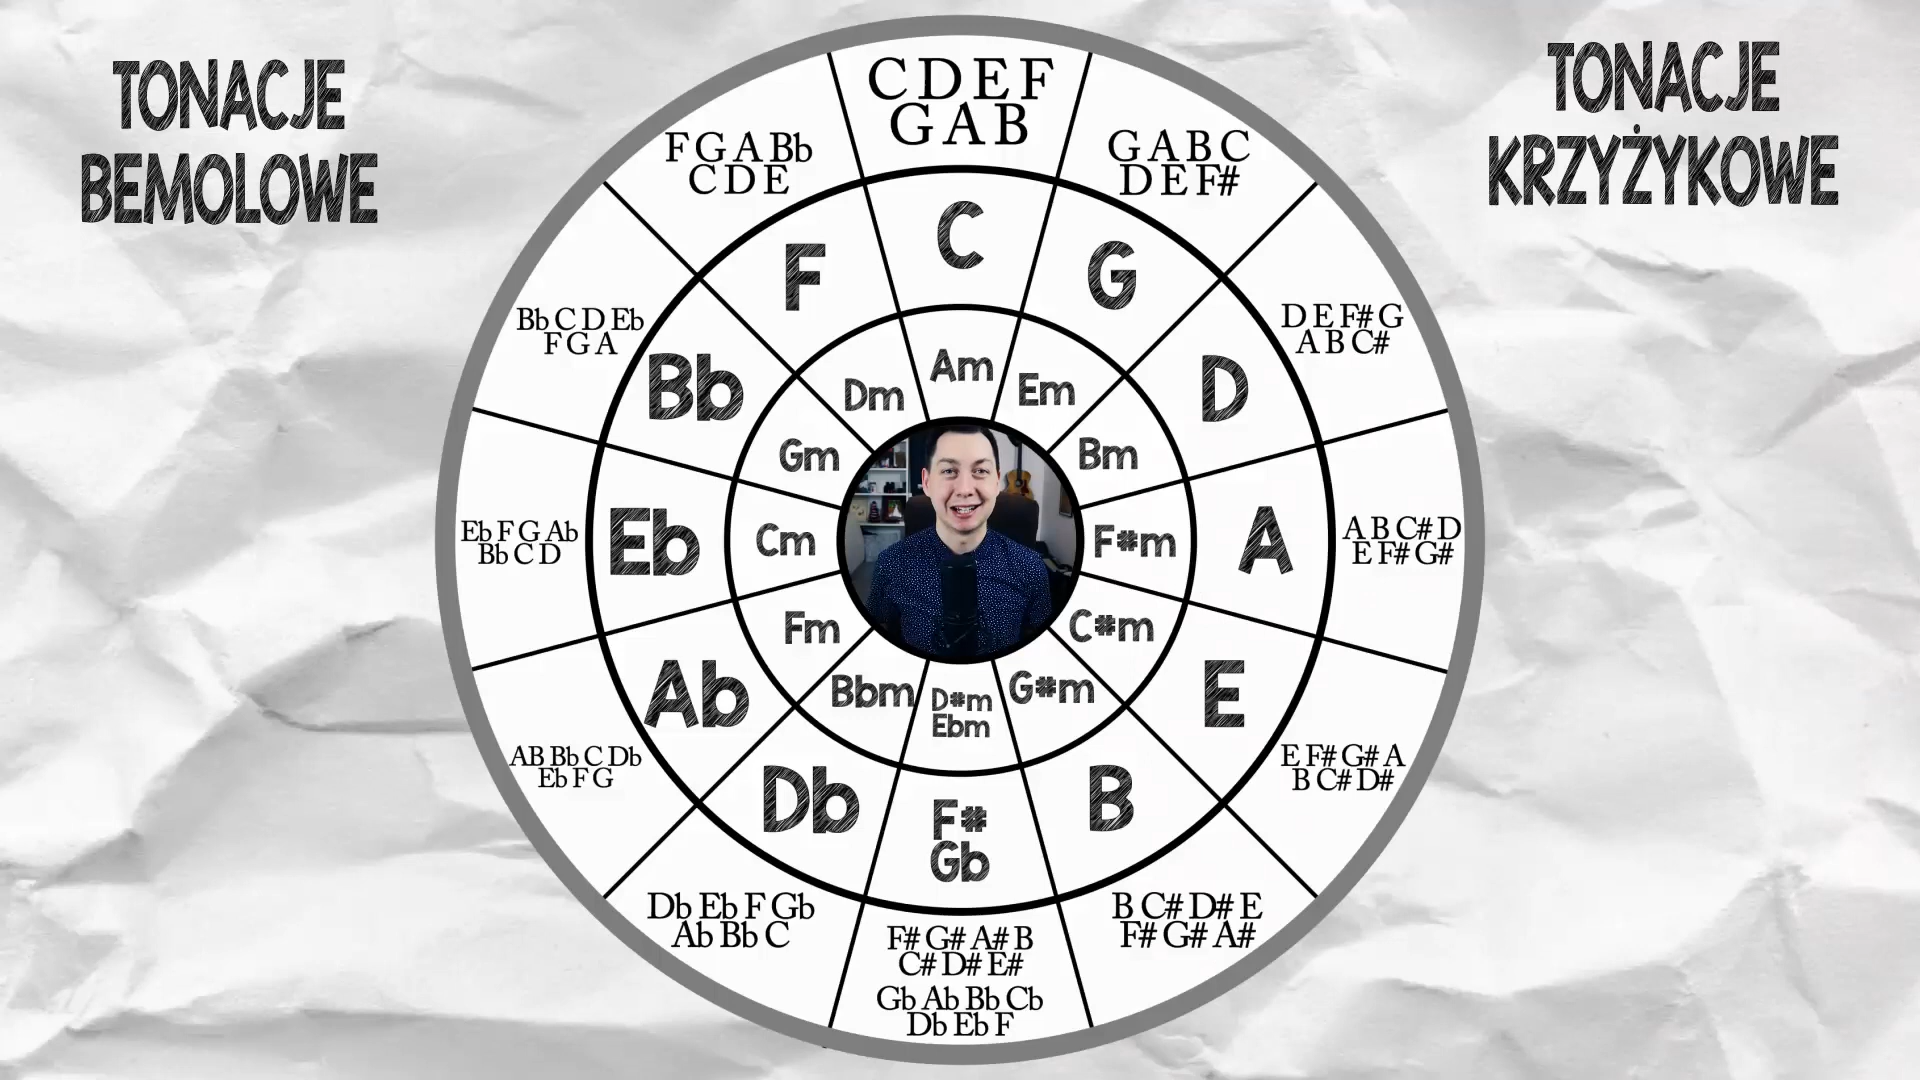 TONACJE
BEMOLOWE
TONACJE
KRZYŻYKOWE
C D E F
G A B
G A B C
D E F#
D E F# G
A B C#
A B C# D
E F# G#
E F# G# A
B C# D#
B C# D# E
F# G# A#
F# G# A# B
C# D# E#
Gb Ab Bb Cb
Db Eb F
Db Eb F Gb
Ab Bb C
AB Bb C Db
Eb F G
Eb F G Ab
Bb C D
Bb C D Eb
F G A
F G A Bb
C D E
C
G
D
A
E
B
F#
Gb
Db
Ab
Eb
Bb
F
Am
Em
Bm
F#m
C#m
G#m
D#m
Ebm
Bbm
Fm
Cm
Gm
Dm